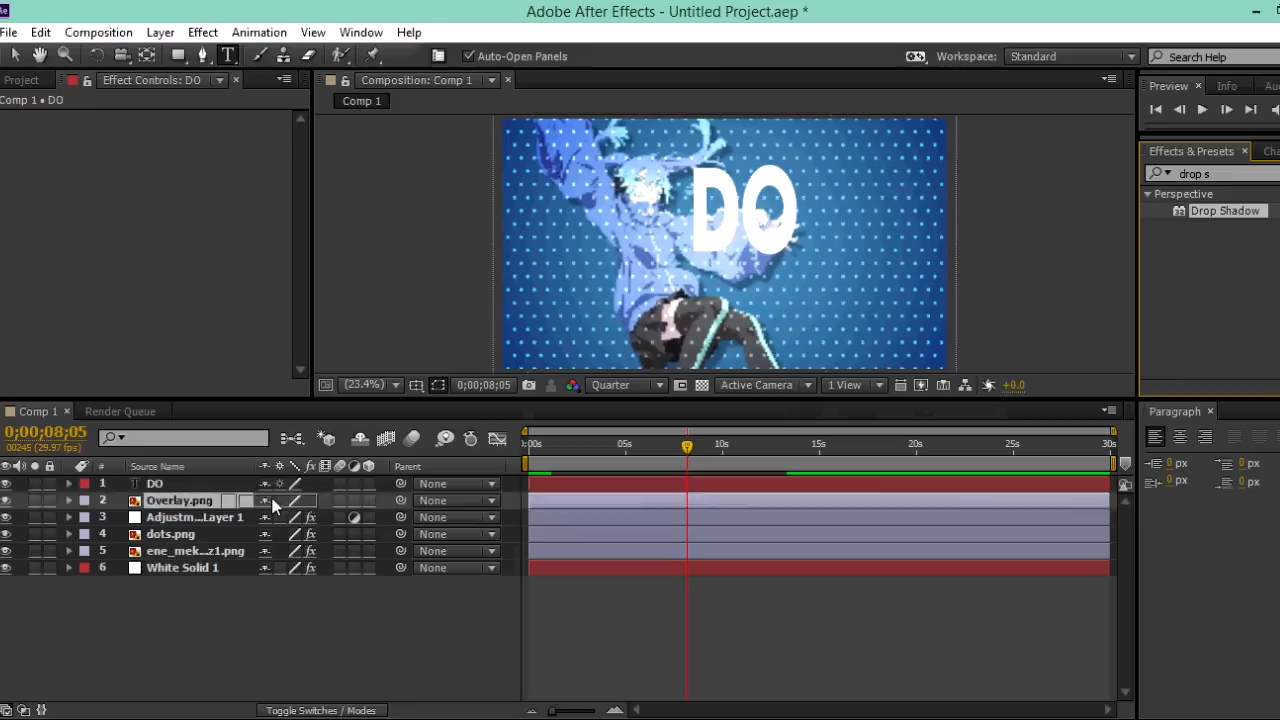 Ae
Adobe After Effects - Untitled Project.aep *
File Edit Composition Layer Effect Animation View Window Help
T Auto-Open Panels Workspace: Standard Search Help
Project Effect Controls: DO Composition: Comp 1 Preview Info
Comp 1 • DO Comp 1
Effects & Presets
drop s
Perspective
Drop Shadow
DO
(23.4%) 0;00;08;05 Quarter Active Camera 1 View +0.0
Comp 1 Render Queue Paragraph
0;00;08;05
00245 (29.97 fps)
:00s 05s 10s 15s 20s 25s 30s
# Source Name fx Parent
0 px 0 px
0 px 0 px
1 T DO None
2 Overlay.png None
3 Adjustm...Layer 1 fx None
4 dots.png fx None
5 ene_mek...z1.png fx None
6 White Solid 1 None
Toggle Switches / Modes